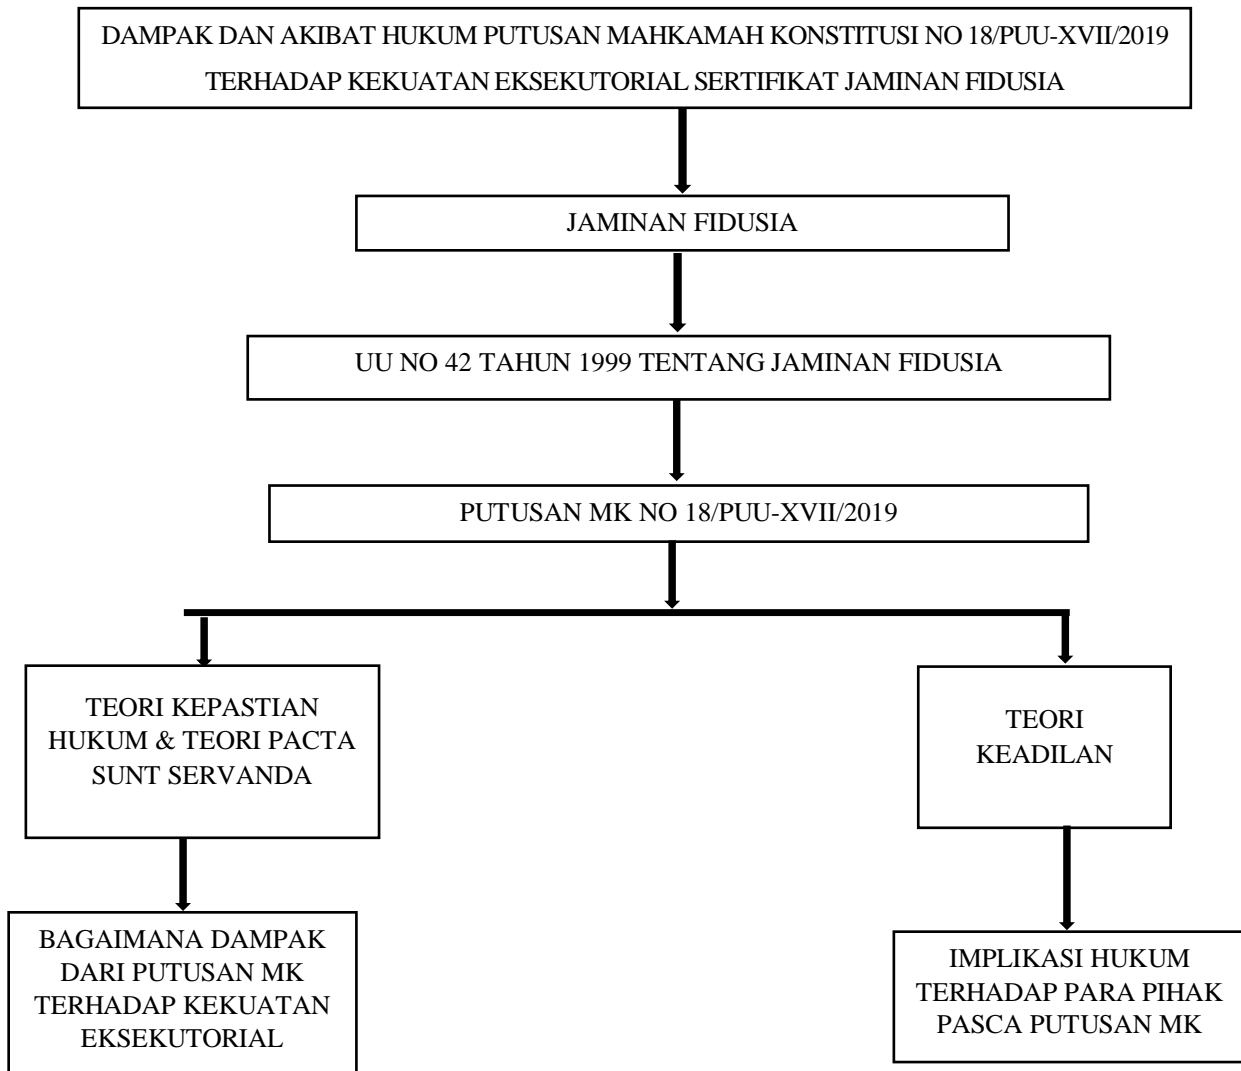 DAMPAK DAN AKIBAT HUKUM PUTUSAN MAHKAMAH KONSTITUSI NO 18/PUU-XVII/2019
TERHADAP KEKUATAN EKSEKUTORIAL SERTIFIKAT JAMINAN FIDUSIA
JAMINAN FIDUSIA
UU NO 42 TAHUN 1999 TENTANG JAMINAN FIDUSIA
PUTUSAN MK NO 18/PUU-XVII/2019
TEORI KEPASTIAN
HUKUM & TEORI PACTA
SUNT SERVANDA
TEORI
KEADILAN
BAGAIMANA DAMPAK
DARI PUTUSAN MK
TERHADAP KEKUATAN
EKSEKUTORIAL
IMPLIKASI HUKUM
TERHADAP PARA PIHAK
PASCA PUTUSAN MK